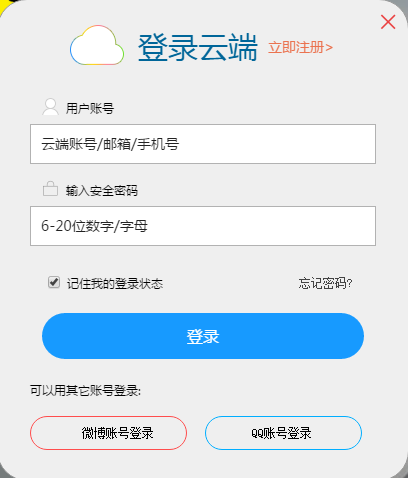 登录云端 立即注册>
用户账号
云端账号/邮箱/手机号
输入安全密码
6-20位数字/字母
记住我的登录状态 忘记密码?
登录
可以用其它账号登录:
微博账号登录 QQ账号登录